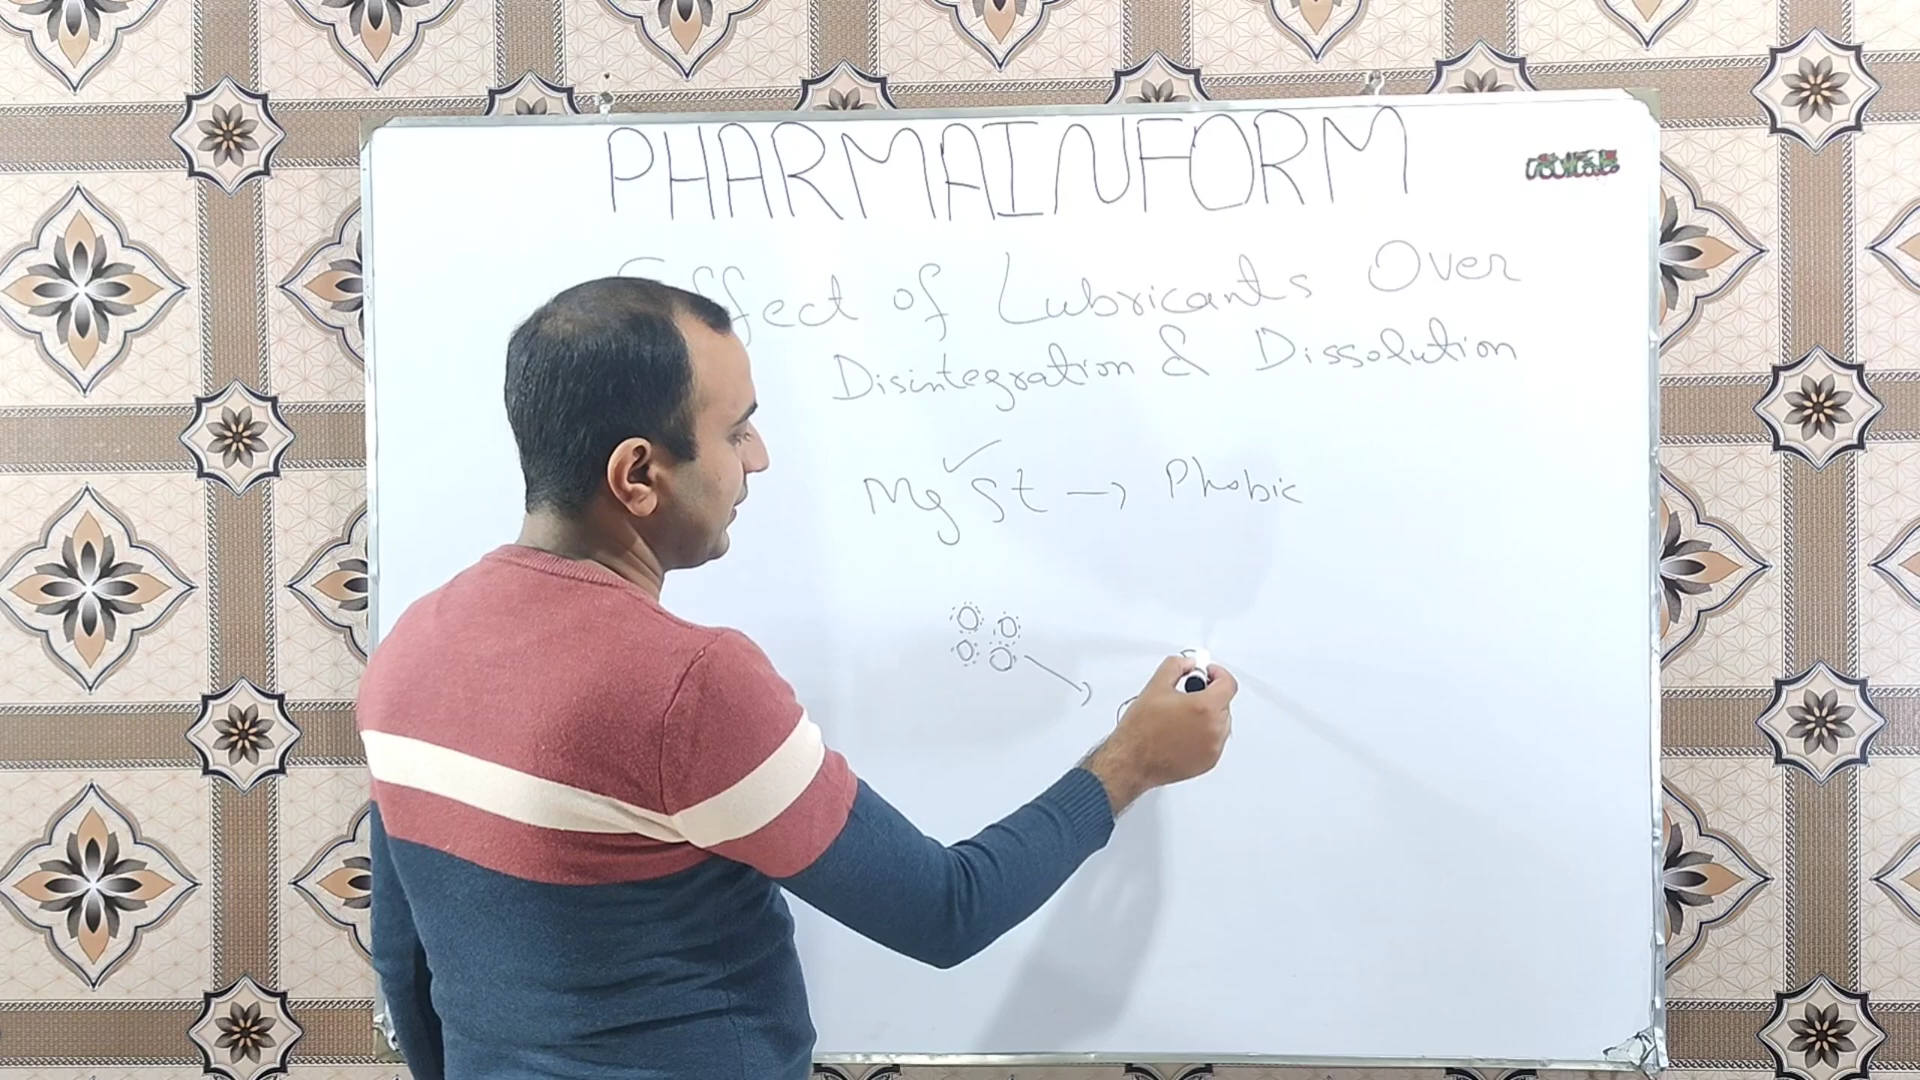 PHARMAINFORM
Effect of Lubricants Over
Disintegration & Dissolution
Mg St → Phobic